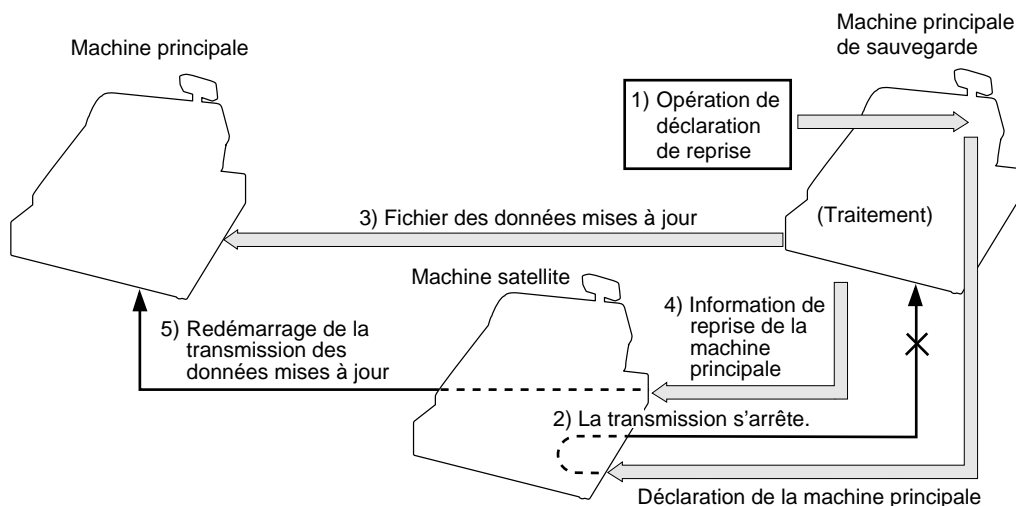 Machine principale
Machine principale
de sauvegarde
1) Opération de
déclaration
de reprise
(Traitement)
3) Fichier des données mises à jour
Machine satellite
4) Information de
reprise de la
machine
principale
5) Redémarrage de la
transmission des
données mises à jour
2) La transmission s'arrête.
Déclaration de la machine principale